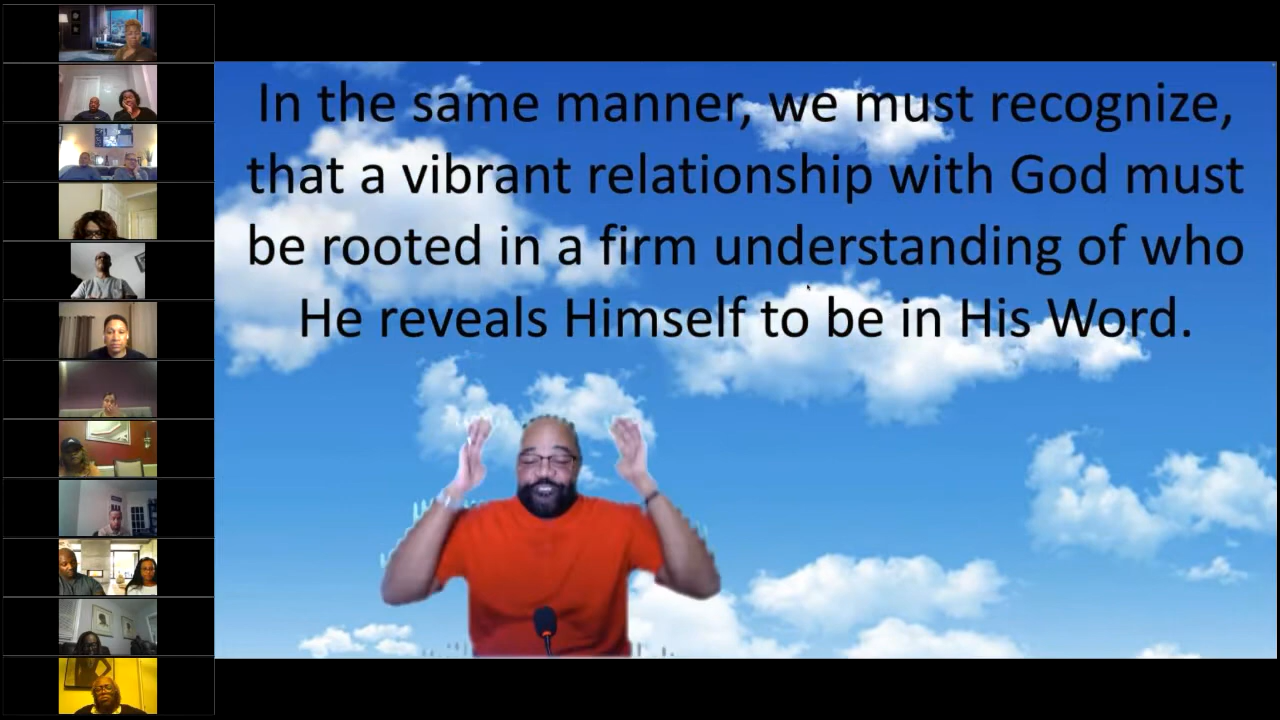 In the same manner, we must recognize,
that a vibrant relationship with God must
be rooted in a firm understanding of who
He reveals Himself to be in His Word.